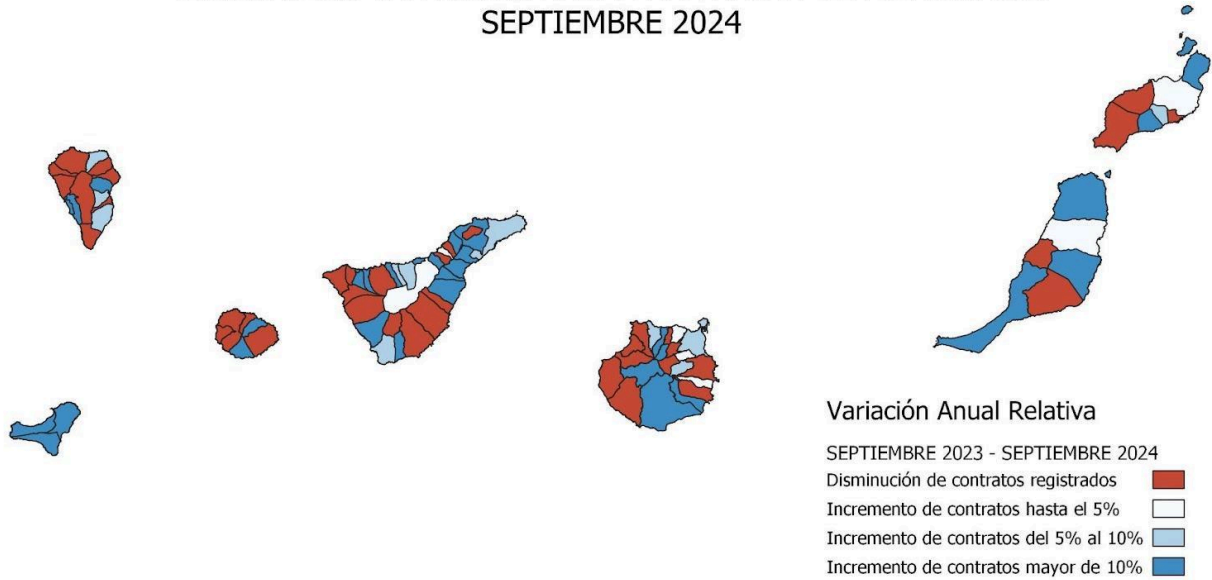 SEPTIEMBRE 2024
Variación Anual Relativa
SEPTIEMBRE 2023 - SEPTIEMBRE 2024
Disminución de contratos registrados
Incremento de contratos hasta el 5%
Incremento de contratos del 5% al 10%
Incremento de contratos mayor de 10%